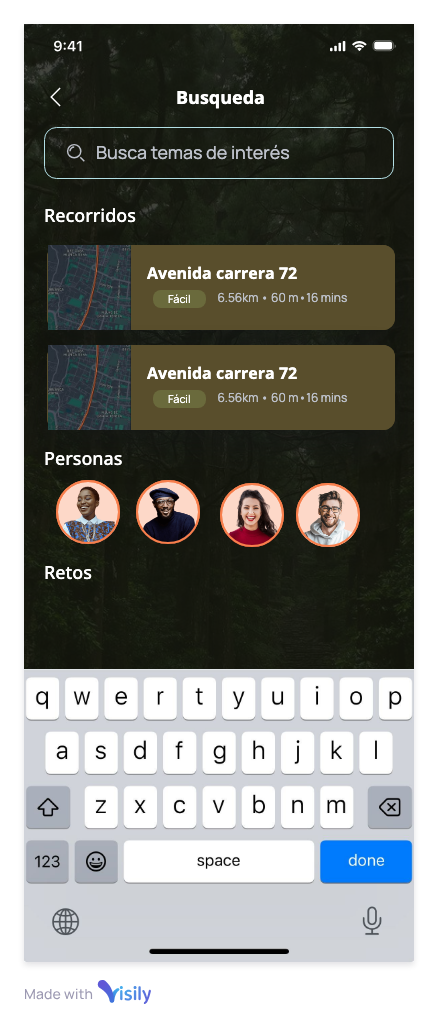 9:41
Busqueda
Busca temas de interés
Recorridos
Avenida carrera 72
Fácil 6.56km • 60 m•16 mins
Avenida carrera 72
Fácil 6.56km • 60 m•16 mins
Personas
Retos
q w e r t y u i o p
a s d f g h j k l
z x c v b n m
123 space done
Made with Visily